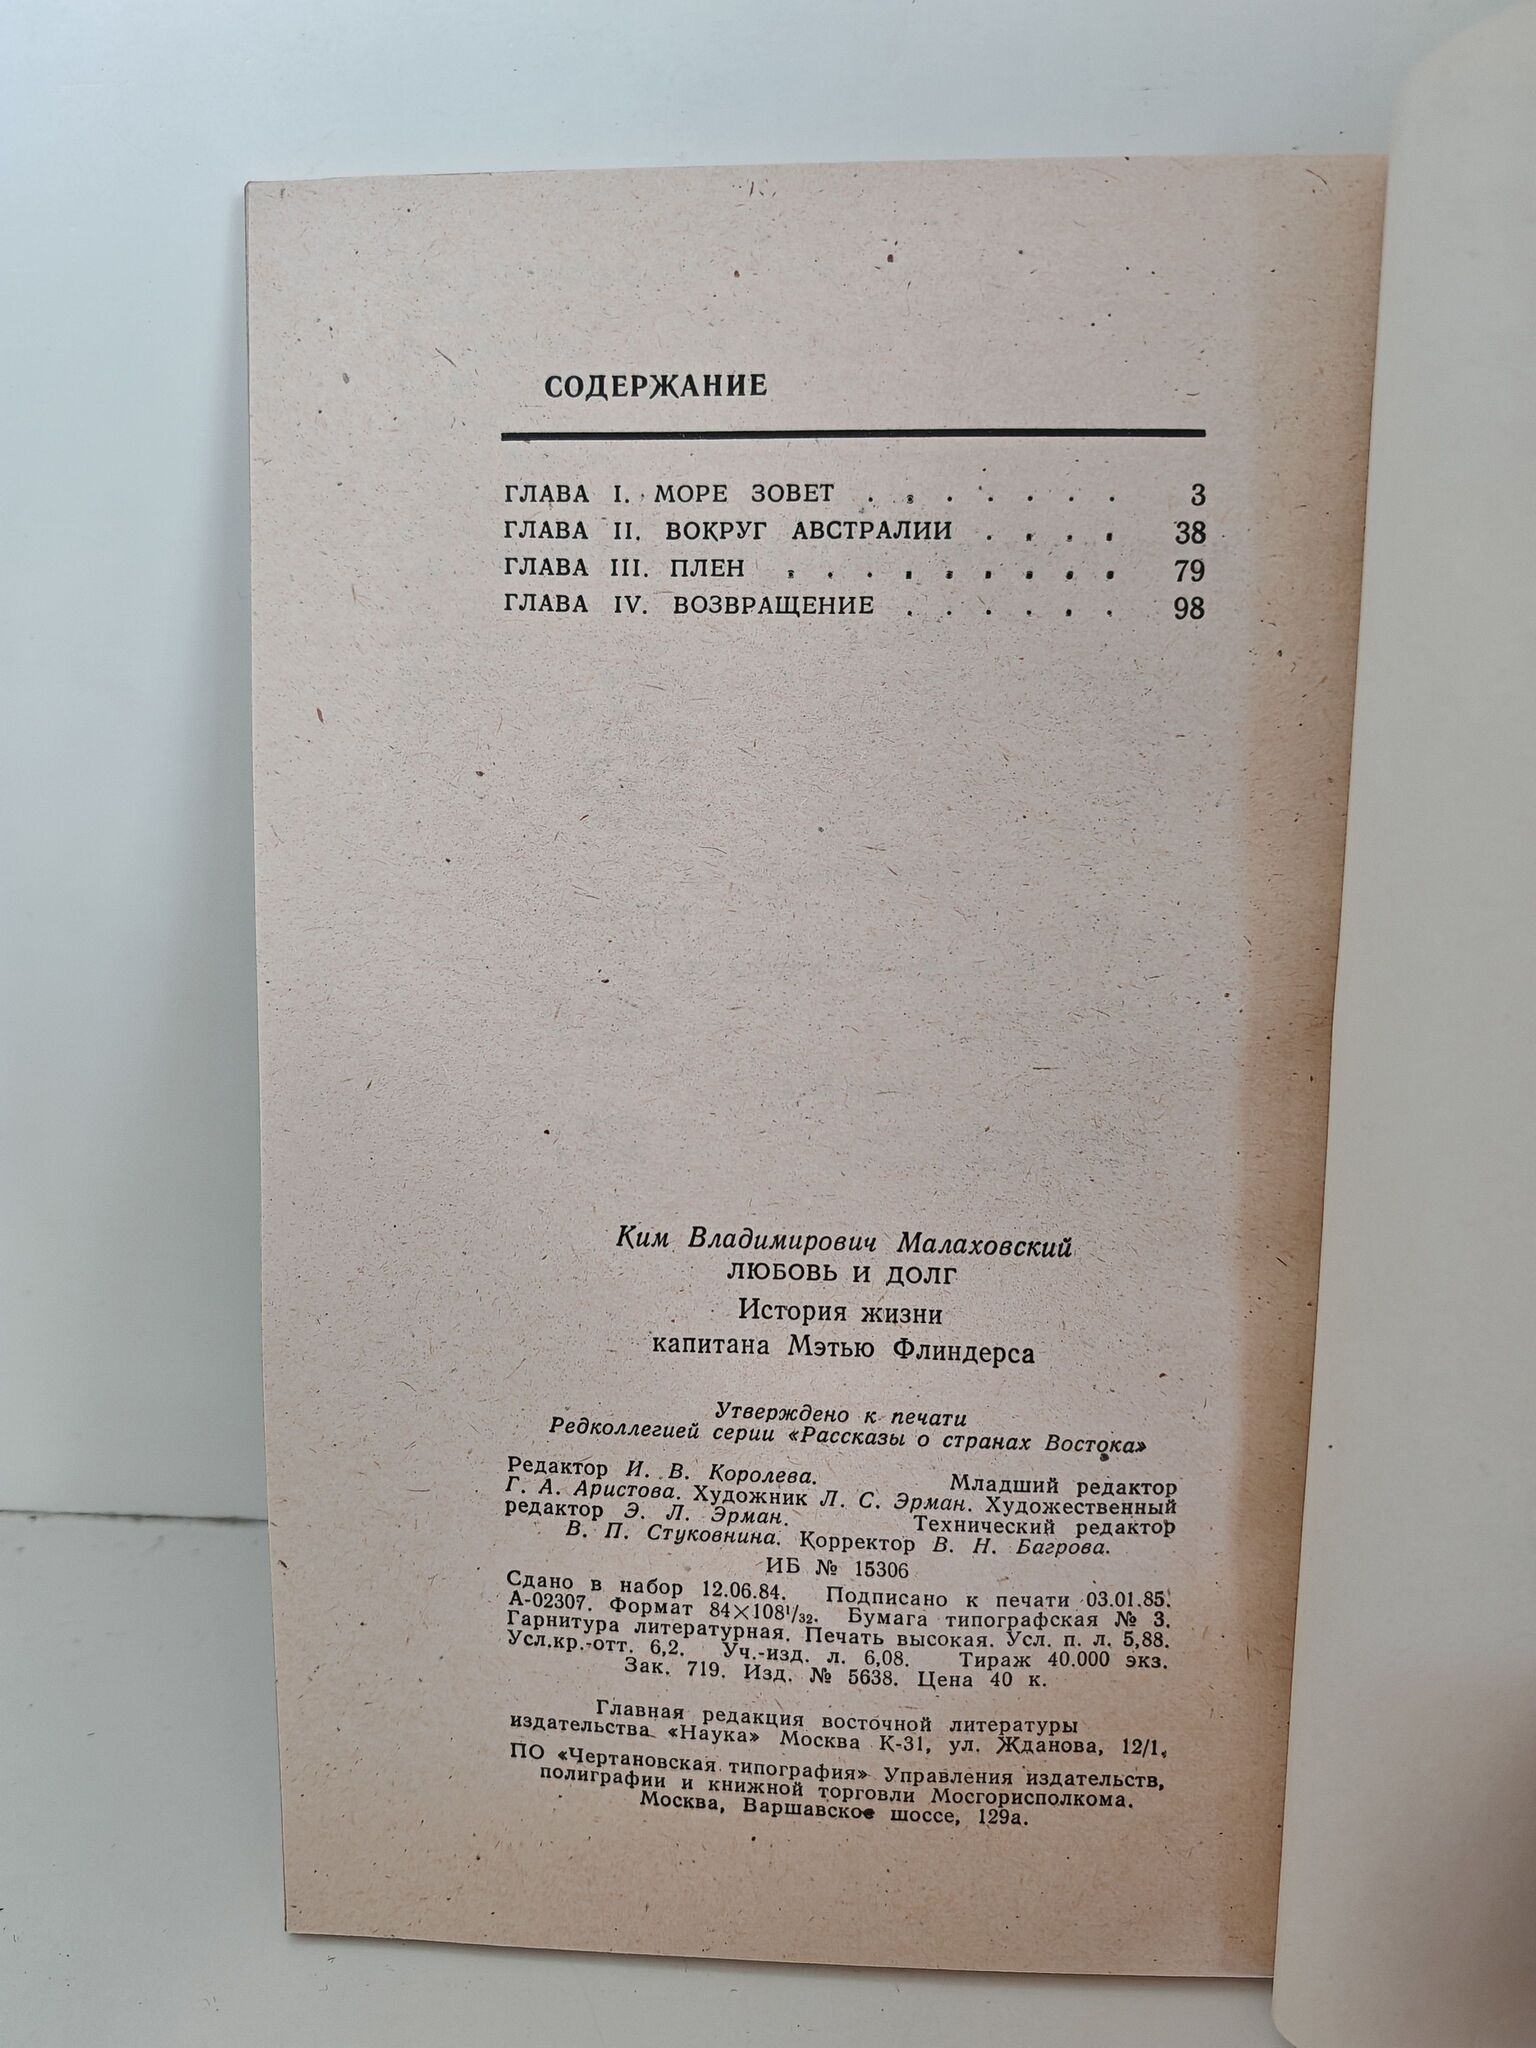 СОДЕРЖАНИЕ
ГЛАВА I. МОРЕ ЗОВЕТ . . . . . . . 3
ГЛАВА II. ВОКРУГ АВСТРАЛИИ . . . . 38
ГЛАВА III. ПЛЕН . . . . . . . . . 79
ГЛАВА IV. ВОЗВРАЩЕНИЕ . . . . . . 98
Ким Владимирович Малаховский
ЛЮБОВЬ И ДОЛГ
История жизни
капитана Мэтью Флиндерса
Утверждено к печати
Редколлегией серии «Рассказы о странах Востока»
Редактор И. В. Королева. Младший редактор
Г. А. Аристова. Художник Л. С. Эрман. Художественный
редактор Э. Л. Эрман. Технический редактор
В. П. Стуковнина. Корректор В. Н. Багрова.
ИБ № 15306
Сдано в набор 12.06.84. Подписано к печати 03.01.85.
А-02307. Формат 84×108¹/₃₂. Бумага типографская № 3.
Гарнитура литературная. Печать высокая. Усл. п. л. 5,88.
Усл.кр.-отт. 6,2. Уч.-изд. л. 6,08. Тираж 40.000 экз.
Зак. 719. Изд. № 5638. Цена 40 к.
Главная редакция восточной литературы
издательства «Наука» Москва К-31, ул. Жданова, 12/1.
ПО «Чертановская типография» Управления издательств,
полиграфии и книжной торговли Мосгорисполкома.
Москва, Варшавское шоссе, 129а.